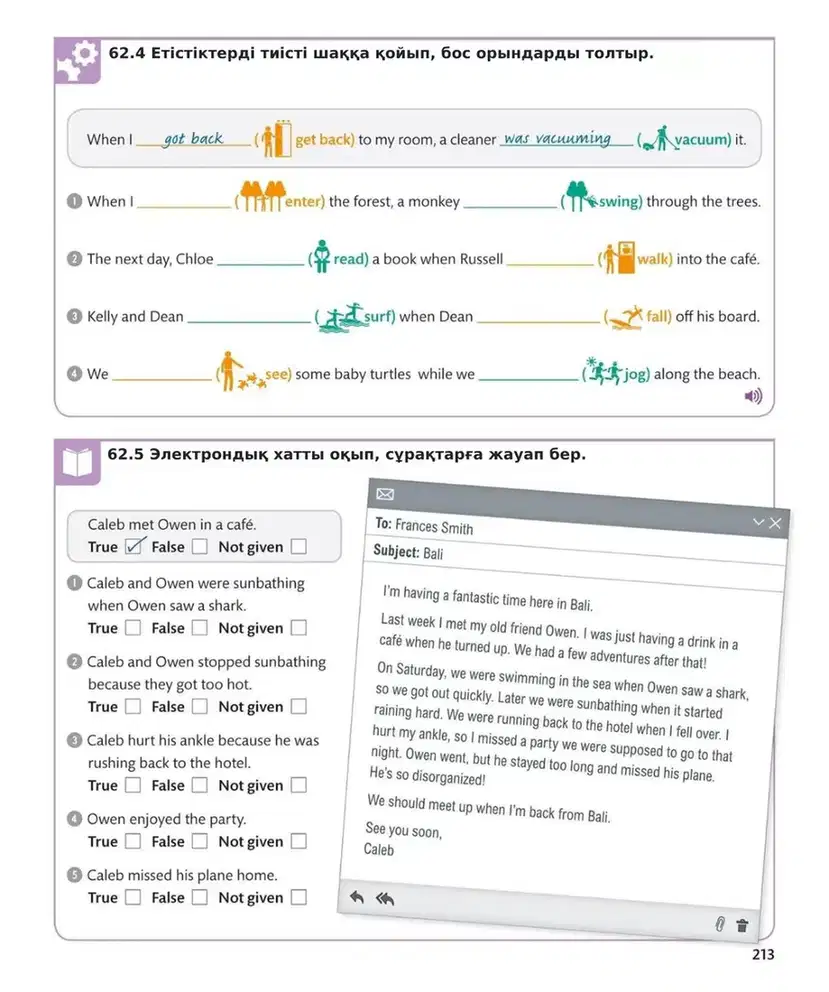 62.4 Етістіктерді тиісті шаққа қойып, бос орындарды толтыр.
When I got back (get back) to my room, a cleaner was vacuuming (vacuum) it.
1 When I ____________ (enter) the forest, a monkey ____________ (swing) through the trees.
2 The next day, Chloe ____________ (read) a book when Russell ____________ (walk) into the café.
3 Kelly and Dean ____________ (surf) when Dean ____________ (fall) off his board.
4 We ____________ (see) some baby turtles while we ____________ (jog) along the beach.
62.5 Электрондық хатты оқып, сұрақтарға жауап бер.
Caleb met Owen in a café.
True ☑ False ☐ Not given ☐
1 Caleb and Owen were sunbathing
when Owen saw a shark.
True ☐ False ☐ Not given ☐
2 Caleb and Owen stopped sunbathing
because they got too hot.
True ☐ False ☐ Not given ☐
3 Caleb hurt his ankle because he was
rushing back to the hotel.
True ☐ False ☐ Not given ☐
4 Owen enjoyed the party.
True ☐ False ☐ Not given ☐
5 Caleb missed his plane home.
True ☐ False ☐ Not given ☐
To: Frances Smith
Subject: Bali
I'm having a fantastic time here in Bali.
Last week I met my old friend Owen. I was just having a drink in a
café when he turned up. We had a few adventures after that!
On Saturday, we were swimming in the sea when Owen saw a shark,
so we got out quickly. Later we were sunbathing when it started
raining hard. We were running back to the hotel when I fell over. I
hurt my ankle, so I missed a party we were supposed to go to that
night. Owen went, but he stayed too long and missed his plane.
He's so disorganized!
We should meet up when I'm back from Bali.
See you soon,
Caleb
213